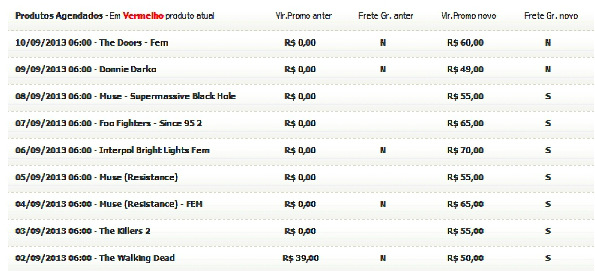 Produtos Agendados - Em Vermelho produto atual Vlr.Promo anter Frete Gr. anter Vlr.Promo novo Frete Gr. novo
10/09/2013 06:00 - The Doors - Fem R$ 0,00 N R$ 60,00 N
09/09/2013 06:00 - Donnie Darko R$ 0,00 N R$ 49,00 N
08/09/2013 06:00 - Muse - Supermassive Black Hole R$ 0,00 R$ 55,00 S
07/09/2013 06:00 - Foo Fighters - Since 95 2 R$ 0,00 R$ 65,00 S
06/09/2013 06:00 - Interpol Bright Lights Fem R$ 0,00 N R$ 70,00 S
05/09/2013 06:00 - Muse (Resistance) R$ 0,00 R$ 55,00 S
04/09/2013 06:00 - Muse (Resistance) - FEM R$ 0,00 N R$ 65,00 S
03/09/2013 06:00 - The Killers 2 R$ 0,00 R$ 55,00 S
02/09/2013 06:00 - The Walking Dead R$ 39,00 N R$ 50,00 S